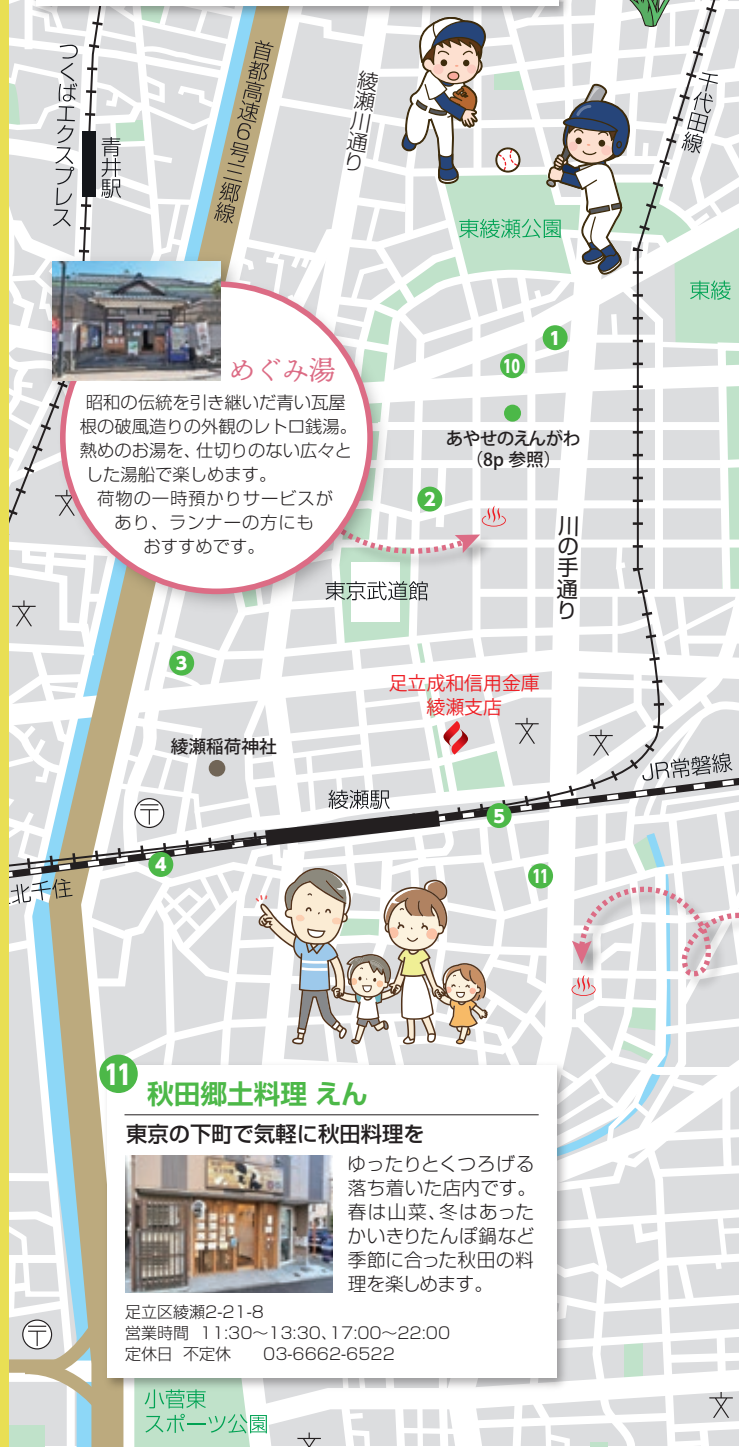 つくばエクスプレス
青井駅
首都高速6号三郷線
綾瀬川通り
千代田線
東綾瀬公園
東綾
めぐみ湯
昭和の伝統を引き継いだ青い瓦屋
根の破風造りの外観のレトロ銭湯。
熱めのお湯を、仕切りのない広々と
した湯船で楽しめます。
荷物の一時預かりサービスが
あり、ランナーの方にも
おすすめです。
1
10
あやせのえんがわ
(8p 参照)
2
川の手通り
文
東京武道館
文
3
足立成和信用金庫
綾瀬支店
文
文
綾瀬稲荷神社
JR常磐線
綾瀬駅
〒
5
4
北千住
11
11
秋田郷土料理 えん
東京の下町で気軽に秋田料理を
ゆったりとくつろげる
落ち着いた店内です。
春は山菜、冬はあった
かいきりたんぽ鍋など
季節に合った秋田の料
理を楽しめます。
足立区綾瀬2-21-8
営業時間 11:30〜13:30、17:00〜22:00
定休日 不定休 03-6662-6522
〒
小菅東
スポーツ公園
文
文